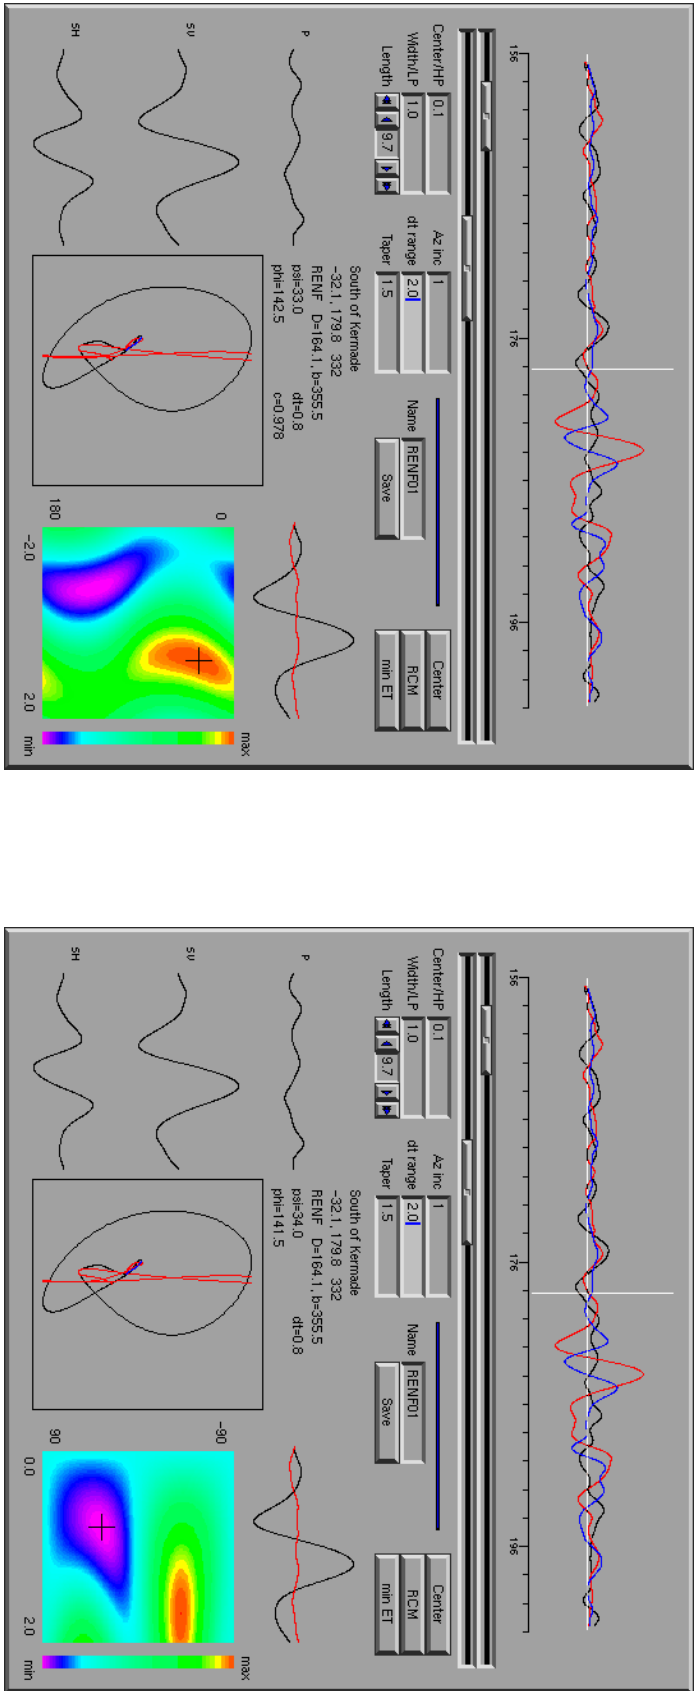 156 176 196
Center/HP 0.1 Az inc 1 Center
Width/LP 1.0 dt range 2.0 Name RENF01 RCM
Length 9.7 Taper 1.5 Save min ET
P
South of Kermade
-32.1, 179.8 332
RENF D=164.1, b=355.5
psi=33.0 dt=0.8
phi=142.5 c=0.978
SV
SH
0
180
-2.0 2.0
max
min
156 176 196
Center/HP 0.1 Az inc 1 Center
Width/LP 1.0 dt range 2.0 Name RENF01 RCM
Length 9.7 Taper 1.5 Save min ET
P
South of Kermade
-32.1, 179.8 332
RENF D=164.1, b=355.5
psi=34.0 dt=0.8
phi=141.5
SV
SH
-90
90
0.0 2.0
max
min